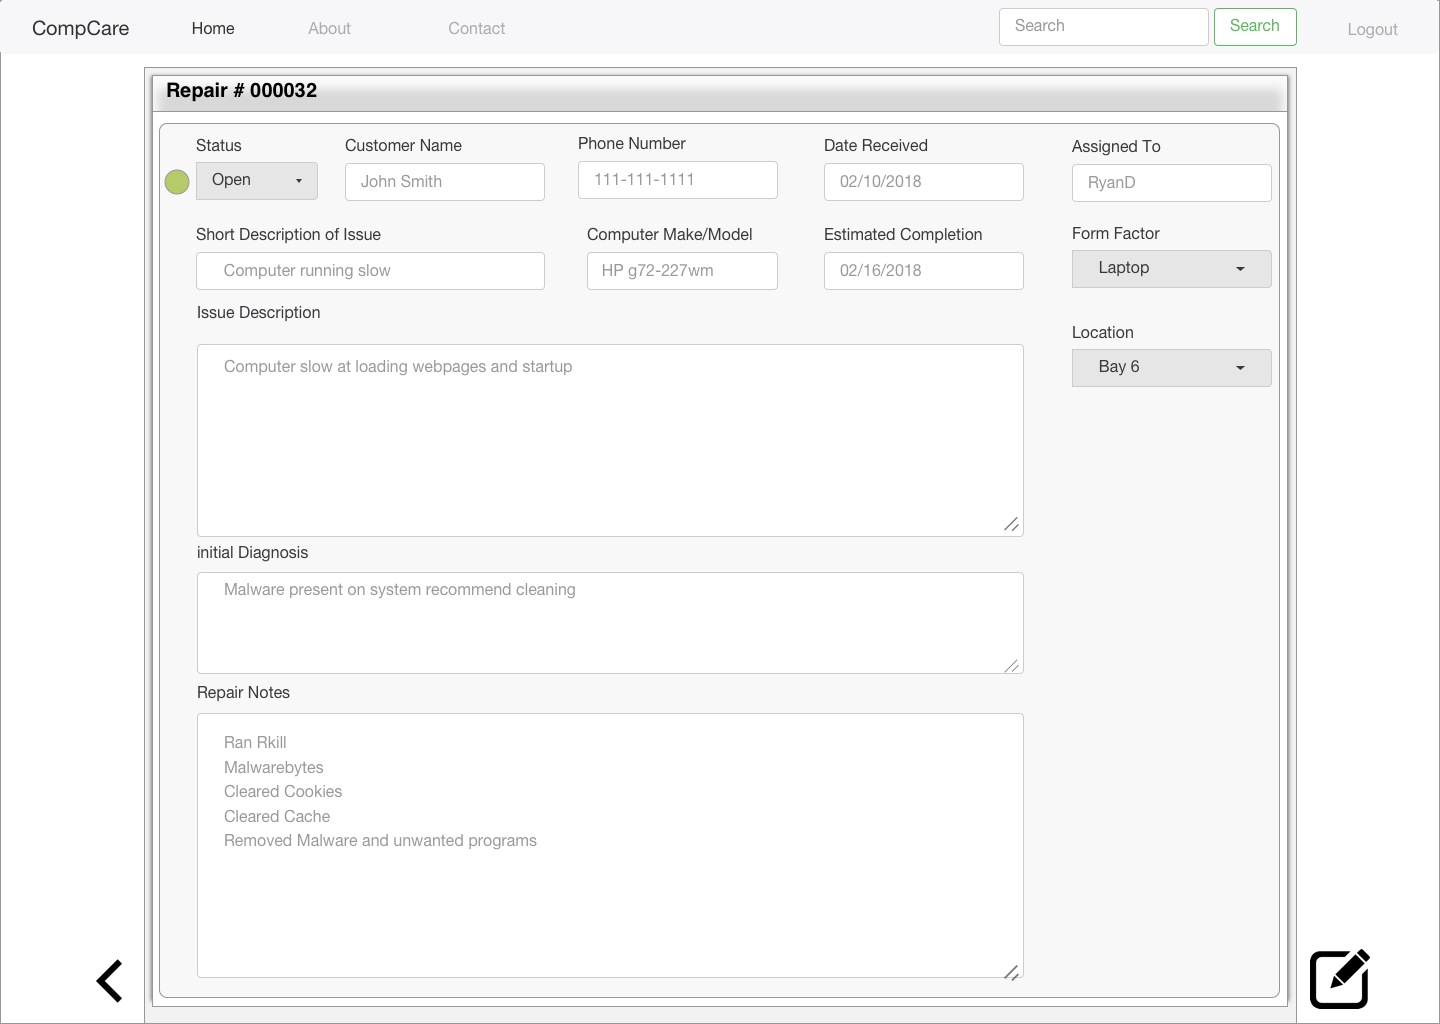 CompCare
Home
About
Contact
Search
Search
Logout
Repair # 000032
Status
Customer Name
Phone Number
Date Received
Assigned To
Open
John Smith
111-111-1111
02/10/2018
RyanD
Short Description of Issue
Computer Make/Model
Estimated Completion
Form Factor
Computer running slow
HP g72-227wm
02/16/2018
Laptop
Issue Description
Location
Computer slow at loading webpages and startup
Bay 6
initial Diagnosis
Malware present on system recommend cleaning
Repair Notes
Ran Rkill
Malwarebytes
Cleared Cookies
Cleared Cache
Removed Malware and unwanted programs